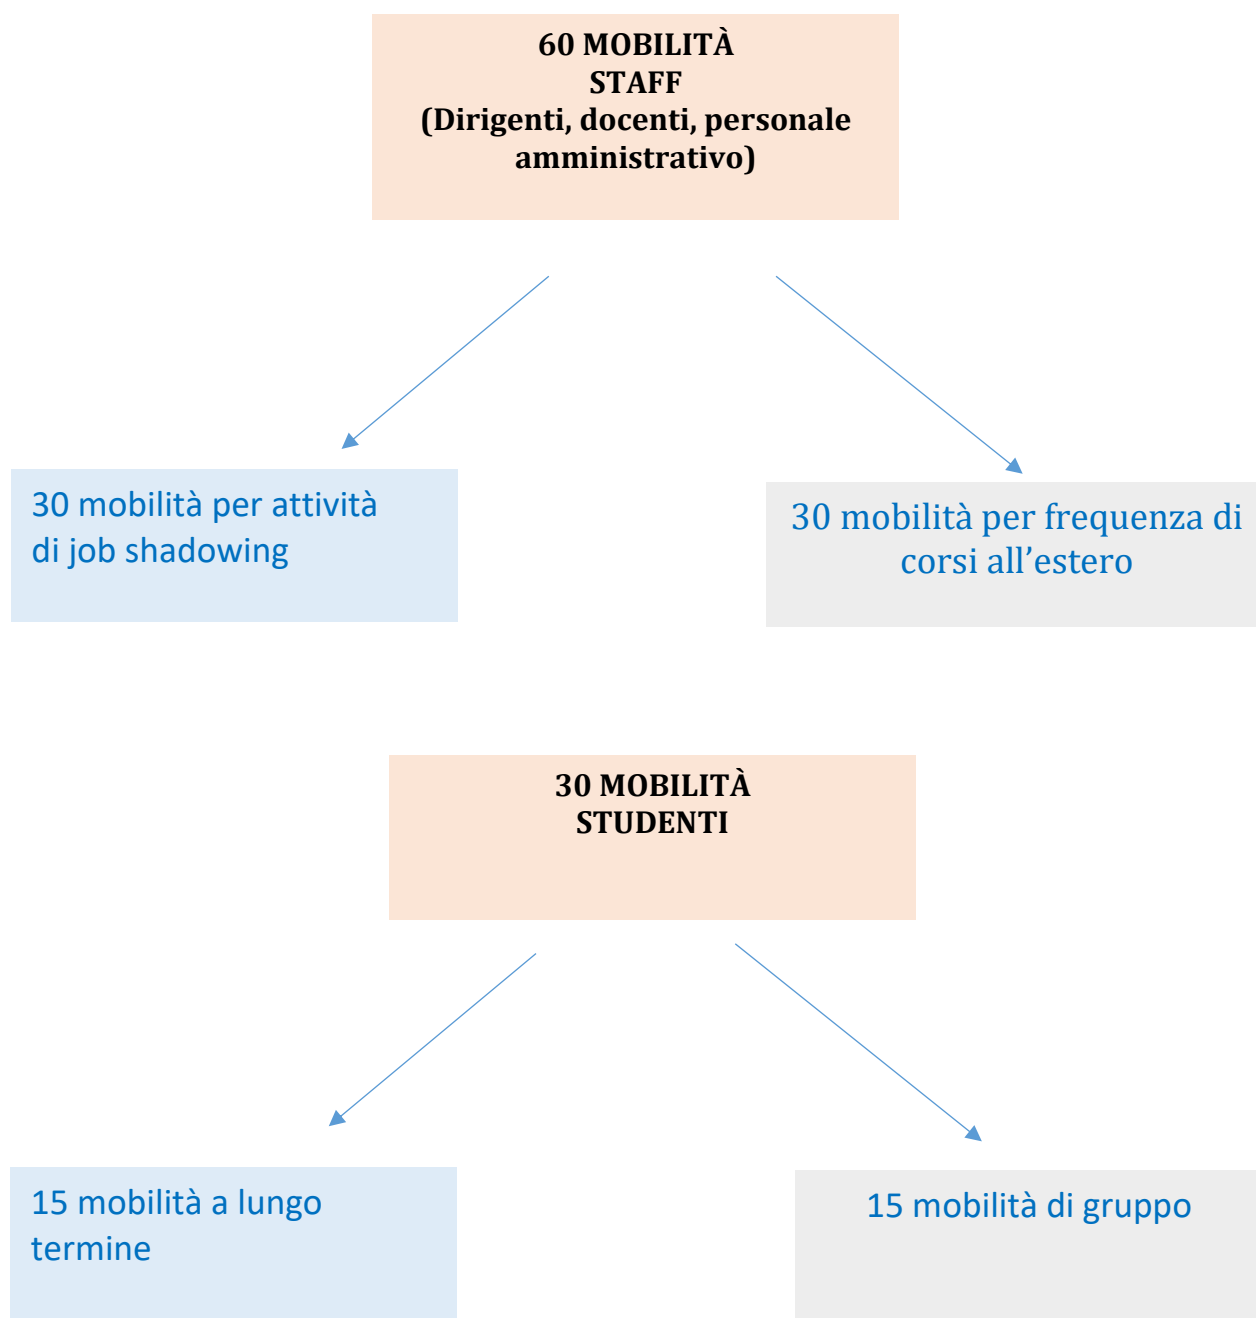 60 MOBILITÀ
STAFF
(Dirigenti, docenti, personale
amministrativo)
30 mobilità per attività
di job shadowing
30 mobilità per frequenza di
corsi all’estero
30 MOBILITÀ
STUDENTI
15 mobilità a lungo
termine
15 mobilità di gruppo